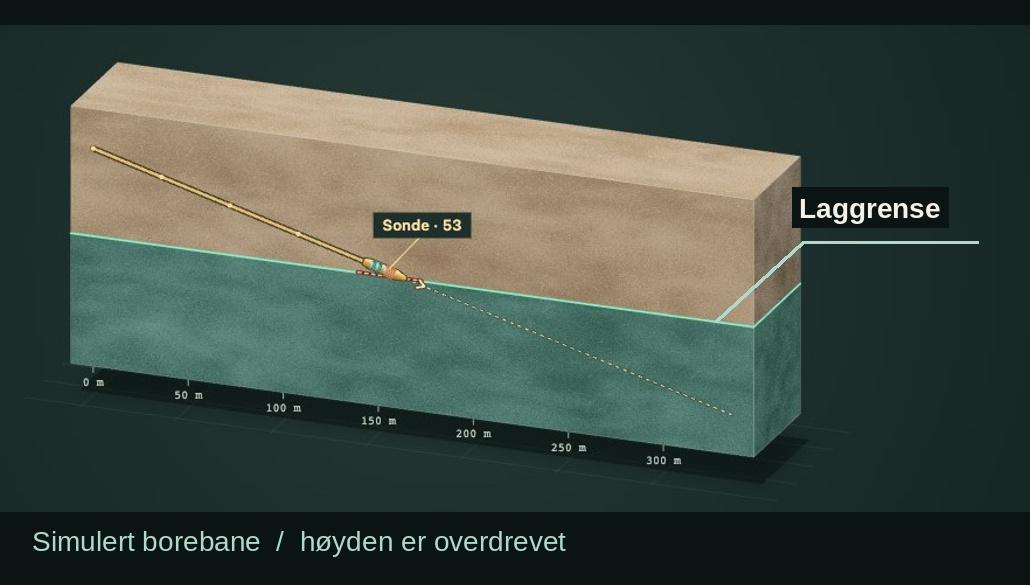 Sonde · 53
Laggrense
0 m
50 m
100 m
150 m
200 m
250 m
300 m
Simulert borebane / høyden er overdrevet